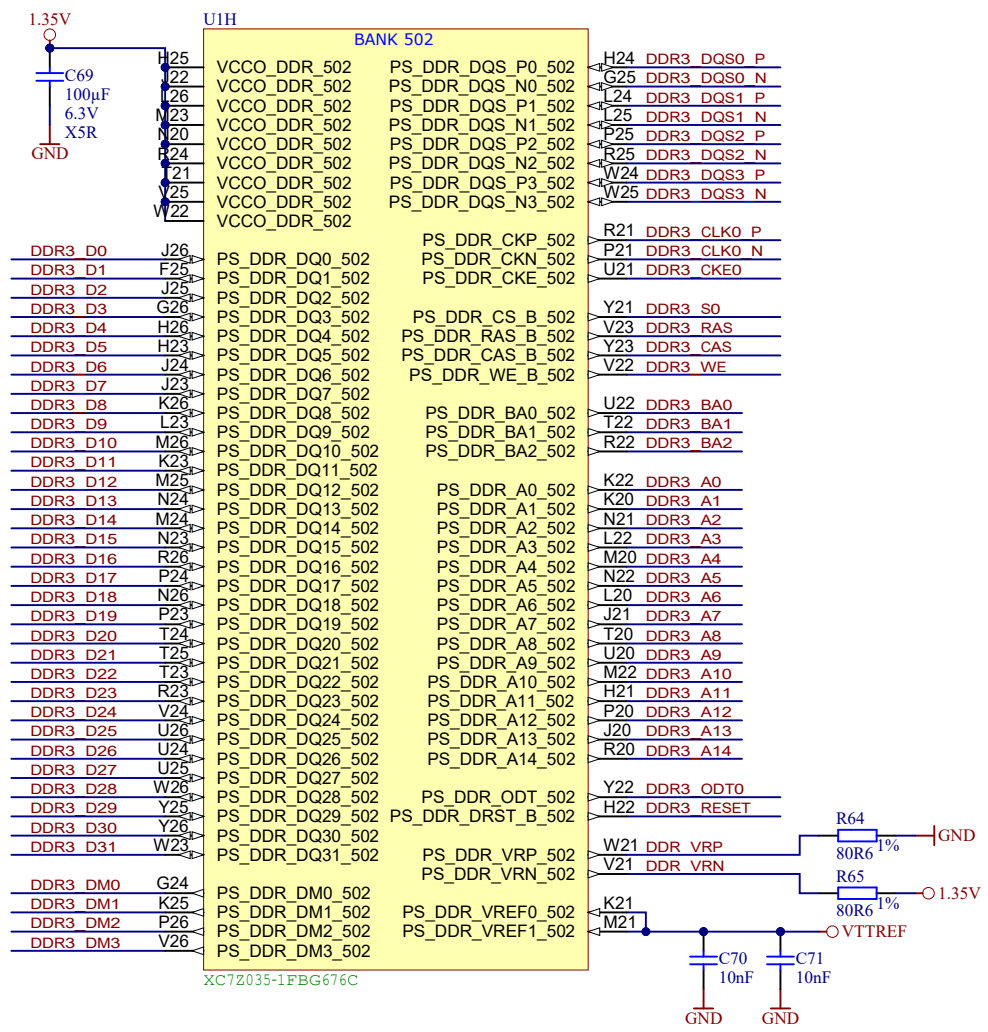 1.35V
U1H
BANK 502
C69
100µF
6.3V
X5R
GND
H25 VCCO_DDR_502
VCCO_DDR_502
VCCO_DDR_502
M23 VCCO_DDR_502
N20 VCCO_DDR_502
VCCO_DDR_502
VCCO_DDR_502
V25 VCCO_DDR_502
W22 VCCO_DDR_502
DDR3_D0 J26 PS_DDR_DQ0_502
DDR3_D1 F25 PS_DDR_DQ1_502
DDR3_D2 J25 PS_DDR_DQ2_502
DDR3_D3 G26 PS_DDR_DQ3_502
DDR3_D4 H26 PS_DDR_DQ4_502
DDR3_D5 H23 PS_DDR_DQ5_502
DDR3_D6 J24 PS_DDR_DQ6_502
DDR3_D7 J23 PS_DDR_DQ7_502
DDR3_D8 K26 PS_DDR_DQ8_502
DDR3_D9 L23 PS_DDR_DQ9_502
DDR3_D10 M26 PS_DDR_DQ10_502
DDR3_D11 K23 PS_DDR_DQ11_502
DDR3_D12 M25 PS_DDR_DQ12_502
DDR3_D13 N24 PS_DDR_DQ13_502
DDR3_D14 M24 PS_DDR_DQ14_502
DDR3_D15 N23 PS_DDR_DQ15_502
DDR3_D16 R26 PS_DDR_DQ16_502
DDR3_D17 P24 PS_DDR_DQ17_502
DDR3_D18 N26 PS_DDR_DQ18_502
DDR3_D19 P23 PS_DDR_DQ19_502
DDR3_D20 T24 PS_DDR_DQ20_502
DDR3_D21 T25 PS_DDR_DQ21_502
DDR3_D22 T23 PS_DDR_DQ22_502
DDR3_D23 R23 PS_DDR_DQ23_502
DDR3_D24 V24 PS_DDR_DQ24_502
DDR3_D25 U26 PS_DDR_DQ25_502
DDR3_D26 U24 PS_DDR_DQ26_502
DDR3_D27 U25 PS_DDR_DQ27_502
DDR3_D28 W26 PS_DDR_DQ28_502
DDR3_D29 Y25 PS_DDR_DQ29_502
DDR3_D30 Y26 PS_DDR_DQ30_502
DDR3_D31 W23 PS_DDR_DQ31_502
DDR3_DM0 G24 PS_DDR_DM0_502
DDR3_DM1 K25 PS_DDR_DM1_502
DDR3_DM2 P26 PS_DDR_DM2_502
DDR3_DM3 V26 PS_DDR_DM3_502
PS_DDR_DQS_P0_502 H24 DDR3_DQS0_P
PS_DDR_DQS_N0_502 G25 DDR3_DQS0_N
PS_DDR_DQS_P1_502 L24 DDR3_DQS1_P
PS_DDR_DQS_N1_502 L25 DDR3_DQS1_N
PS_DDR_DQS_P2_502 P25 DDR3_DQS2_P
PS_DDR_DQS_N2_502 R25 DDR3_DQS2_N
PS_DDR_DQS_P3_502 W24 DDR3_DQS3_P
PS_DDR_DQS_N3_502 W25 DDR3_DQS3_N
PS_DDR_CKP_502 R21 DDR3_CLK0_P
PS_DDR_CKN_502 P21 DDR3_CLK0_N
PS_DDR_CKE_502 U21 DDR3_CKE0
PS_DDR_CS_B_502 Y21 DDR3_S0
PS_DDR_RAS_B_502 V23 DDR3_RAS
PS_DDR_CAS_B_502 Y23 DDR3_CAS
PS_DDR_WE_B_502 V22 DDR3_WE
PS_DDR_BA0_502 U22 DDR3_BA0
PS_DDR_BA1_502 T22 DDR3_BA1
PS_DDR_BA2_502 R22 DDR3_BA2
PS_DDR_A0_502 K22 DDR3_A0
PS_DDR_A1_502 K20 DDR3_A1
PS_DDR_A2_502 N21 DDR3_A2
PS_DDR_A3_502 L22 DDR3_A3
PS_DDR_A4_502 M20 DDR3_A4
PS_DDR_A5_502 N22 DDR3_A5
PS_DDR_A6_502 L20 DDR3_A6
PS_DDR_A7_502 J21 DDR3_A7
PS_DDR_A8_502 T20 DDR3_A8
PS_DDR_A9_502 U20 DDR3_A9
PS_DDR_A10_502 M22 DDR3_A10
PS_DDR_A11_502 H21 DDR3_A11
PS_DDR_A12_502 P20 DDR3_A12
PS_DDR_A13_502 J20 DDR3_A13
PS_DDR_A14_502 R20 DDR3_A14
PS_DDR_ODT_502 Y22 DDR3_ODT0
PS_DDR_DRST_B_502 H22 DDR3_RESET
PS_DDR_VRP_502 W21 DDR_VRP
PS_DDR_VRN_502 V21 DDR_VRN
PS_DDR_VREF0_502 K21
PS_DDR_VREF1_502 M21
R64
80R6 1%
GND
R65
80R6 1%
1.35V
VTTREF
C70
10nF
C71
10nF
GND
GND
XC7Z035-1FBG676C